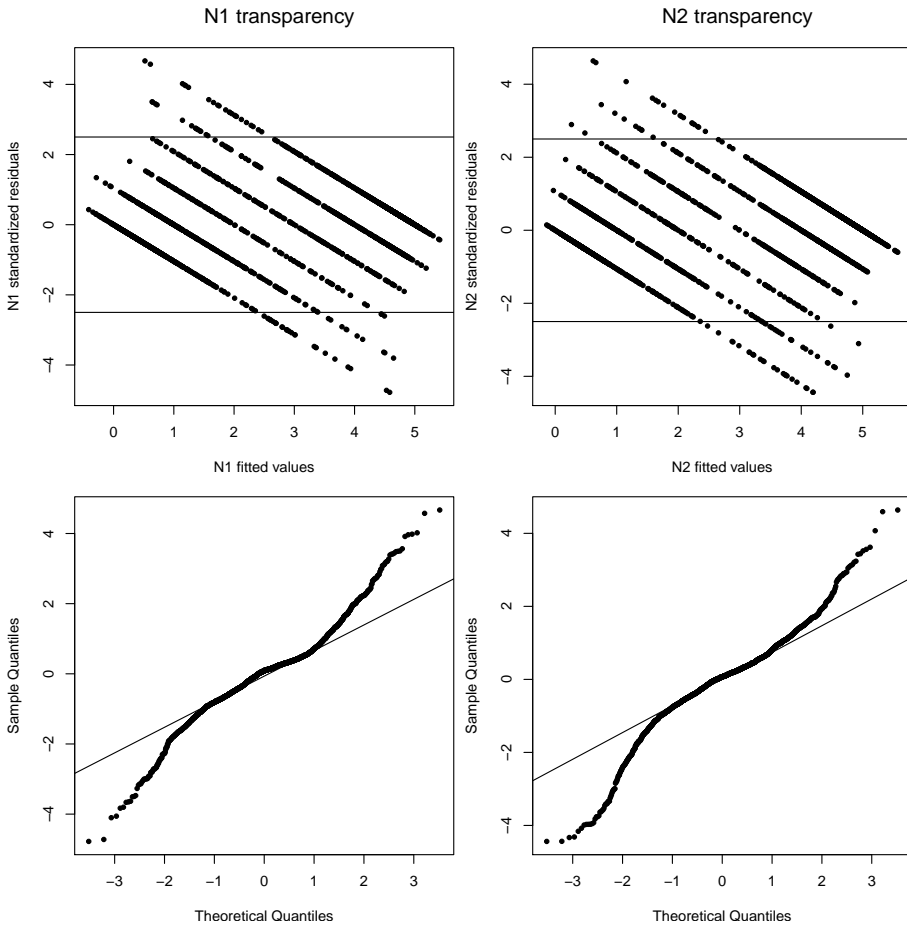 N1 transparency
N2 transparency
N1 standardized residuals
4
2
0
−2
−4
0 1 2 3 4 5
N1 fitted values
N2 standardized residuals
4
2
0
−2
−4
0 1 2 3 4 5
N2 fitted values
Sample Quantiles
4
2
0
−2
−4
−3 −2 −1 0 1 2 3
Theoretical Quantiles
Sample Quantiles
4
2
0
−2
−4
−3 −2 −1 0 1 2 3
Theoretical Quantiles